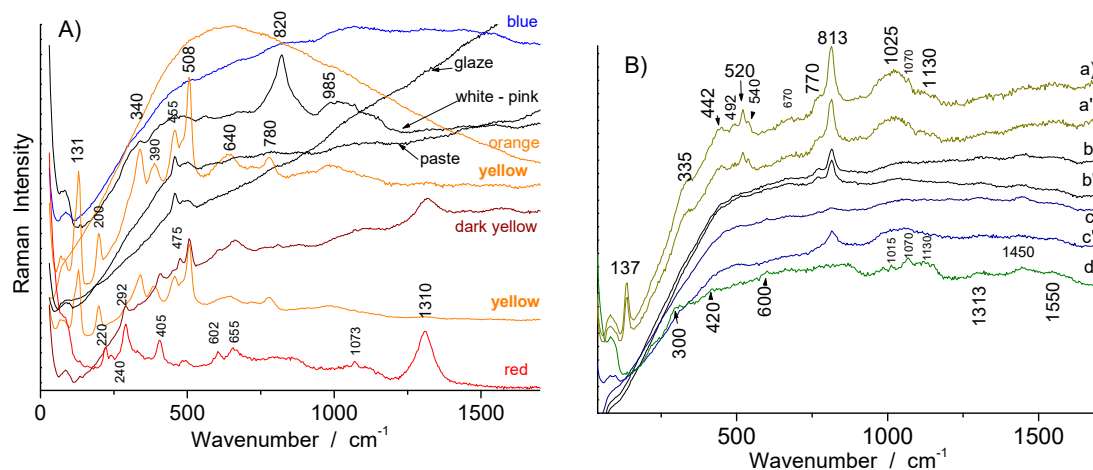 A)
blue
820
508
glaze
340
455
985
white - pink
390
640
780
orange
131
paste
yellow
200
dark yellow
475
292
1310
yellow
220
405
602
655
240
1073
red
0
500
1000
1500
Wavenumber / cm-1
Raman Intensity
B)
813
1025
1070
1130
a)
520
770
540
670
442
492
a'
335
b
b'
c
137
c'
1015
1070
1130
1450
d
300
420
600
1313
1550
500
1000
1500
Wavenumber / cm-1